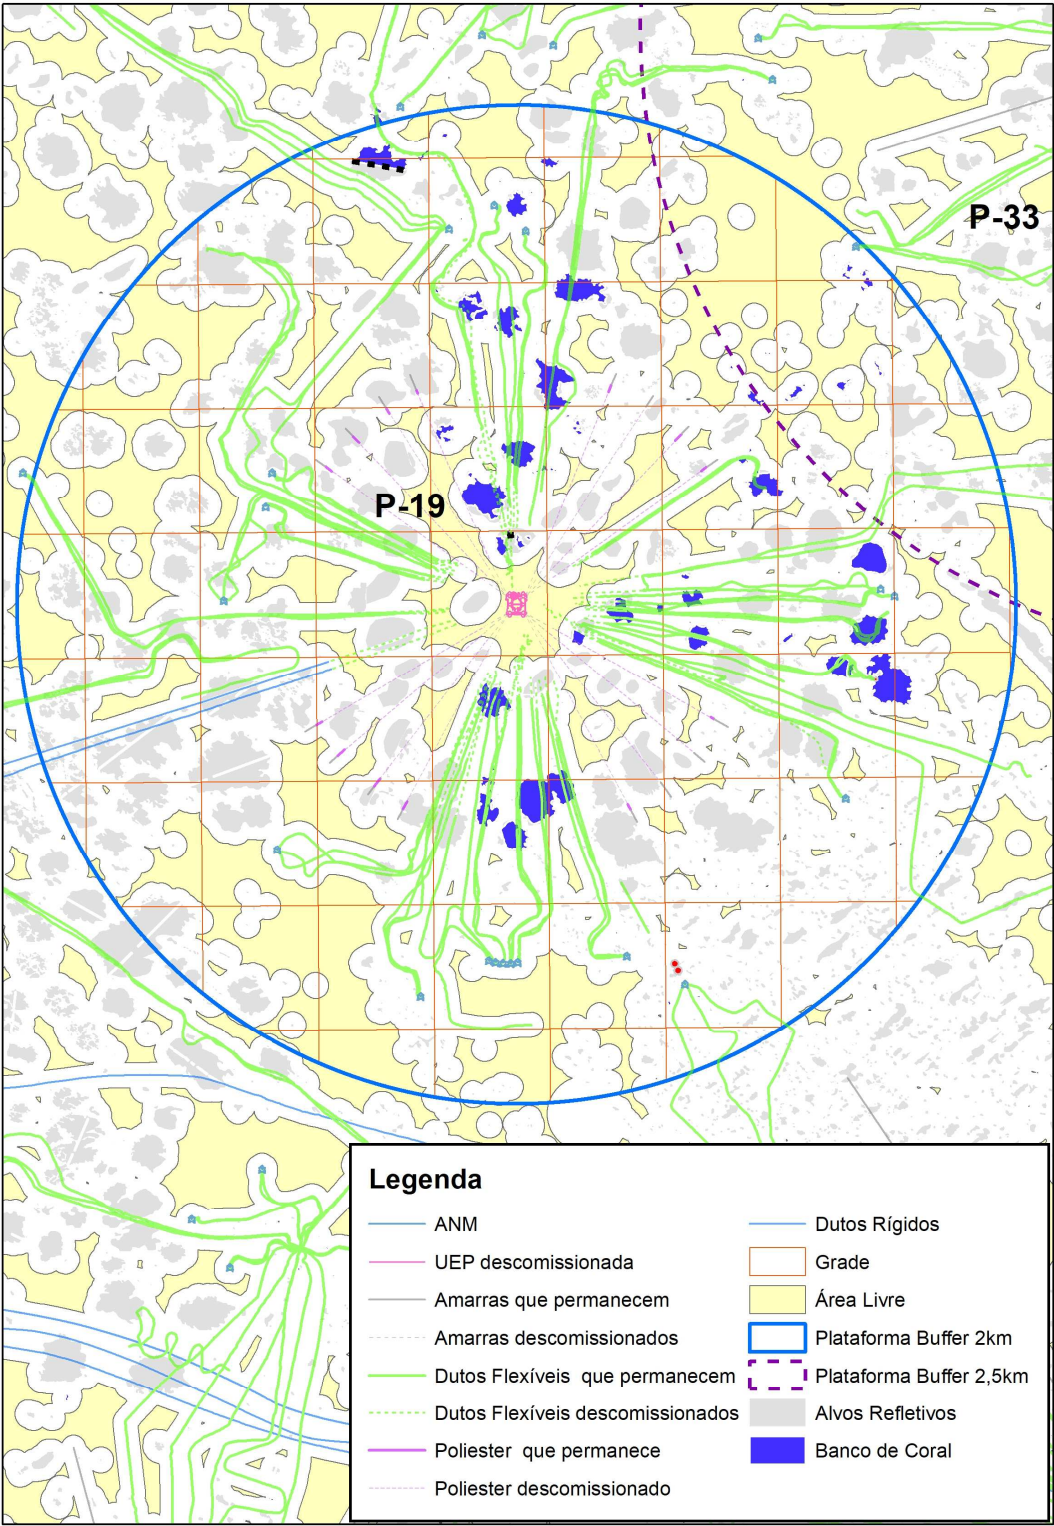 P-33
P-19
Legenda
ANM
UEP descomissionada
Amarras que permanecem
Amarras descomissionados
Dutos Flexíveis que permanecem
Dutos Flexíveis descomissionados
Poliester que permanece
Poliester descomissionado
Dutos Rígidos
Grade
Área Livre
Plataforma Buffer 2km
Plataforma Buffer 2,5km
Alvos Refletivos
Banco de Coral